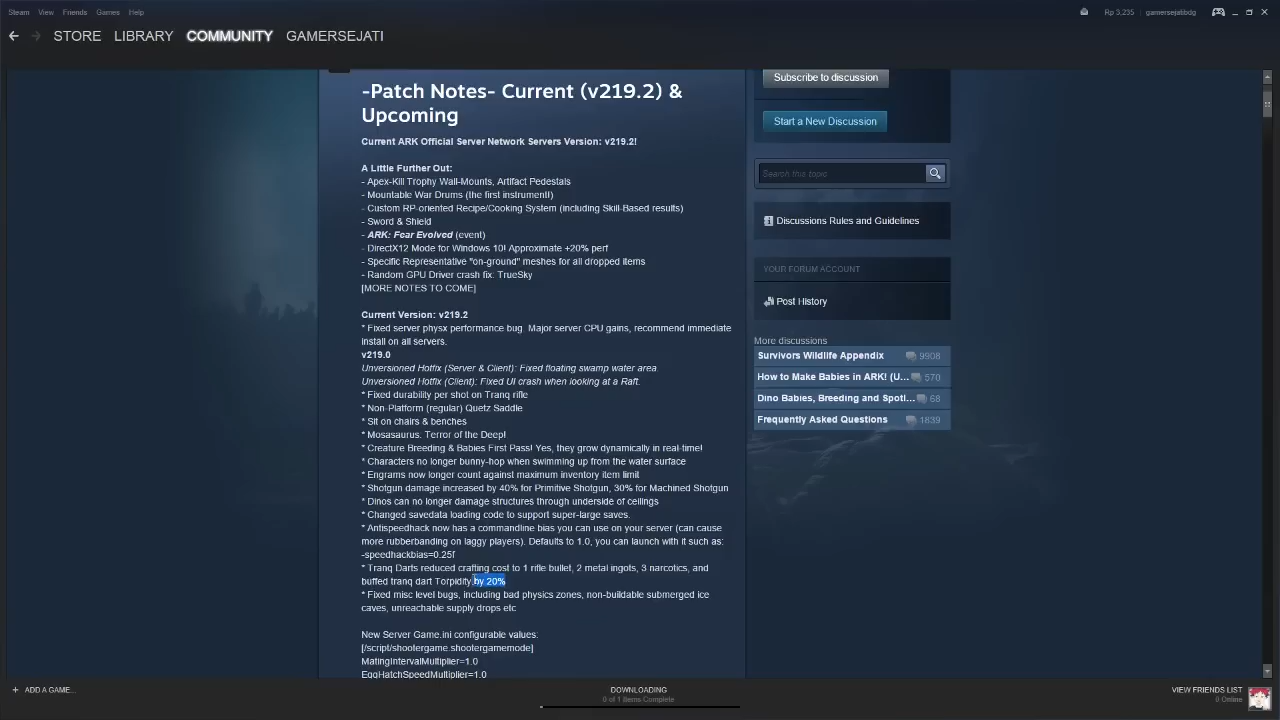 Steam View Friends Games Help
Rp 3,235 gamersejatibdg
STORE LIBRARY COMMUNITY GAMERSEJATI
-Patch Notes- Current (v219.2) &
Upcoming
Current ARK Official Server Network Servers Version: v219.2!
A Little Further Out:
- Apex-Kill Trophy Wall-Mounts, Artifact Pedestals
- Mountable War Drums (the first instrument!)
- Custom RP-oriented Recipe/Cooking System (including Skill-Based results)
- Sword & Shield
- ARK: Fear Evolved (event)
- DirectX12 Mode for Windows 10! Approximate +20% perf
- Specific Representative "on-ground" meshes for all dropped items
- Random GPU Driver crash fix: TrueSky
[MORE NOTES TO COME]
Current Version: v219.2
* Fixed server physx performance bug. Major server CPU gains, recommend immediate
install on all servers.
v219.0
Unversioned Hotfix (Server & Client): Fixed floating swamp water area.
Unversioned Hotfix (Client): Fixed UI crash when looking at a Raft.
* Fixed durability per shot on Tranq rifle
* Non-Platform (regular) Quetz Saddle
* Sit on chairs & benches
* Mosasaurus: Terror of the Deep!
* Creature Breeding & Babies First Pass! Yes, they grow dynamically in real-time!
* Characters no longer bunny-hop when swimming up from the water surface
* Engrams now longer count against maximum inventory item limit
* Shotgun damage increased by 40% for Primitive Shotgun, 30% for Machined Shotgun
* Dinos can no longer damage structures through underside of ceilings
* Changed savedata loading code to support super-large saves.
* Antispeedhack now has a commandline bias you can use on your server (can cause
more rubberbanding on laggy players). Defaults to 1.0, you can launch with it such as:
-speedhackbias=0.25f
* Tranq Darts reduced crafting cost to 1 rifle bullet, 2 metal ingots, 3 narcotics, and
buffed tranq dart Torpidity by 20%
* Fixed misc level bugs, including bad physics zones, non-buildable submerged ice
caves, unreachable supply drops etc
New Server Game.ini configurable values:
[/script/shootergame.shootergamemode]
MatingIntervalMultiplier=1.0
EggHatchSpeedMultiplier=1.0
Subscribe to discussion
Start a New Discussion
Search this topic
Discussions Rules and Guidelines
YOUR FORUM ACCOUNT
Post History
More discussions
Survivors Wildlife Appendix 9908
How to Make Babies in ARK! (U... 570
Dino Babies, Breeding and Spotl... 68
Frequently Asked Questions 1639
+ ADD A GAME...
DOWNLOADING
0 of 1 Items Complete
VIEW FRIENDS LIST
0 Online